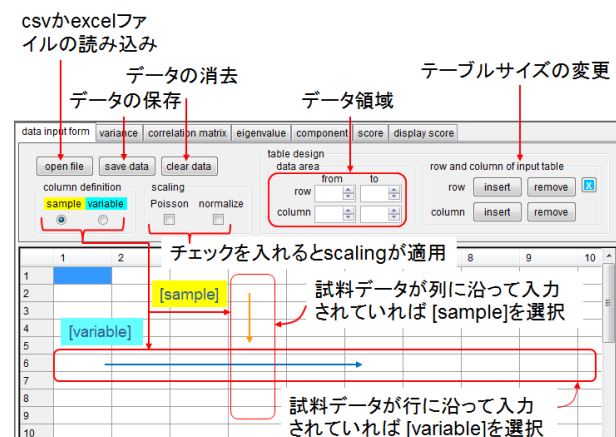 csvかexcelファ
イルの読み込み
データの消去
データの保存
データ領域
テーブルサイズの変更
data input form variance correlation matrix eigenvalue component score display score
open file save data clear data
table design
data area
from to
row
column
row and column of input table
row insert remove X
column insert remove
column definition
sample variable
scaling
Poisson normalize
チェックを入れるとscalingが適用
1 2 8 9 10
1
2
3
4
5
6
7
8
9
10
[sample]
[variable]
試料データが列に沿って入力
されていれば [sample]を選択
試料データが行に沿って入力
されていれば [variable]を選択